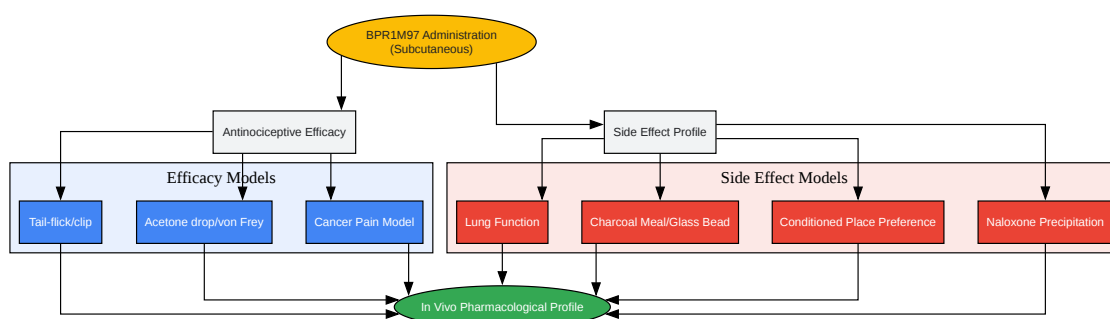 BPR1M97 Administration
(Subcutaneous)
Antinociceptive Efficacy
Side Effect Profile
Efficacy Models
Side Effect Models
Tail-flick/clip
Acetone drop/von Frey
Cancer Pain Model
Lung Function
Charcoal Meal/Glass Bead
Conditioned Place Preference
Naloxone Precipitation
In Vivo Pharmacological Profile